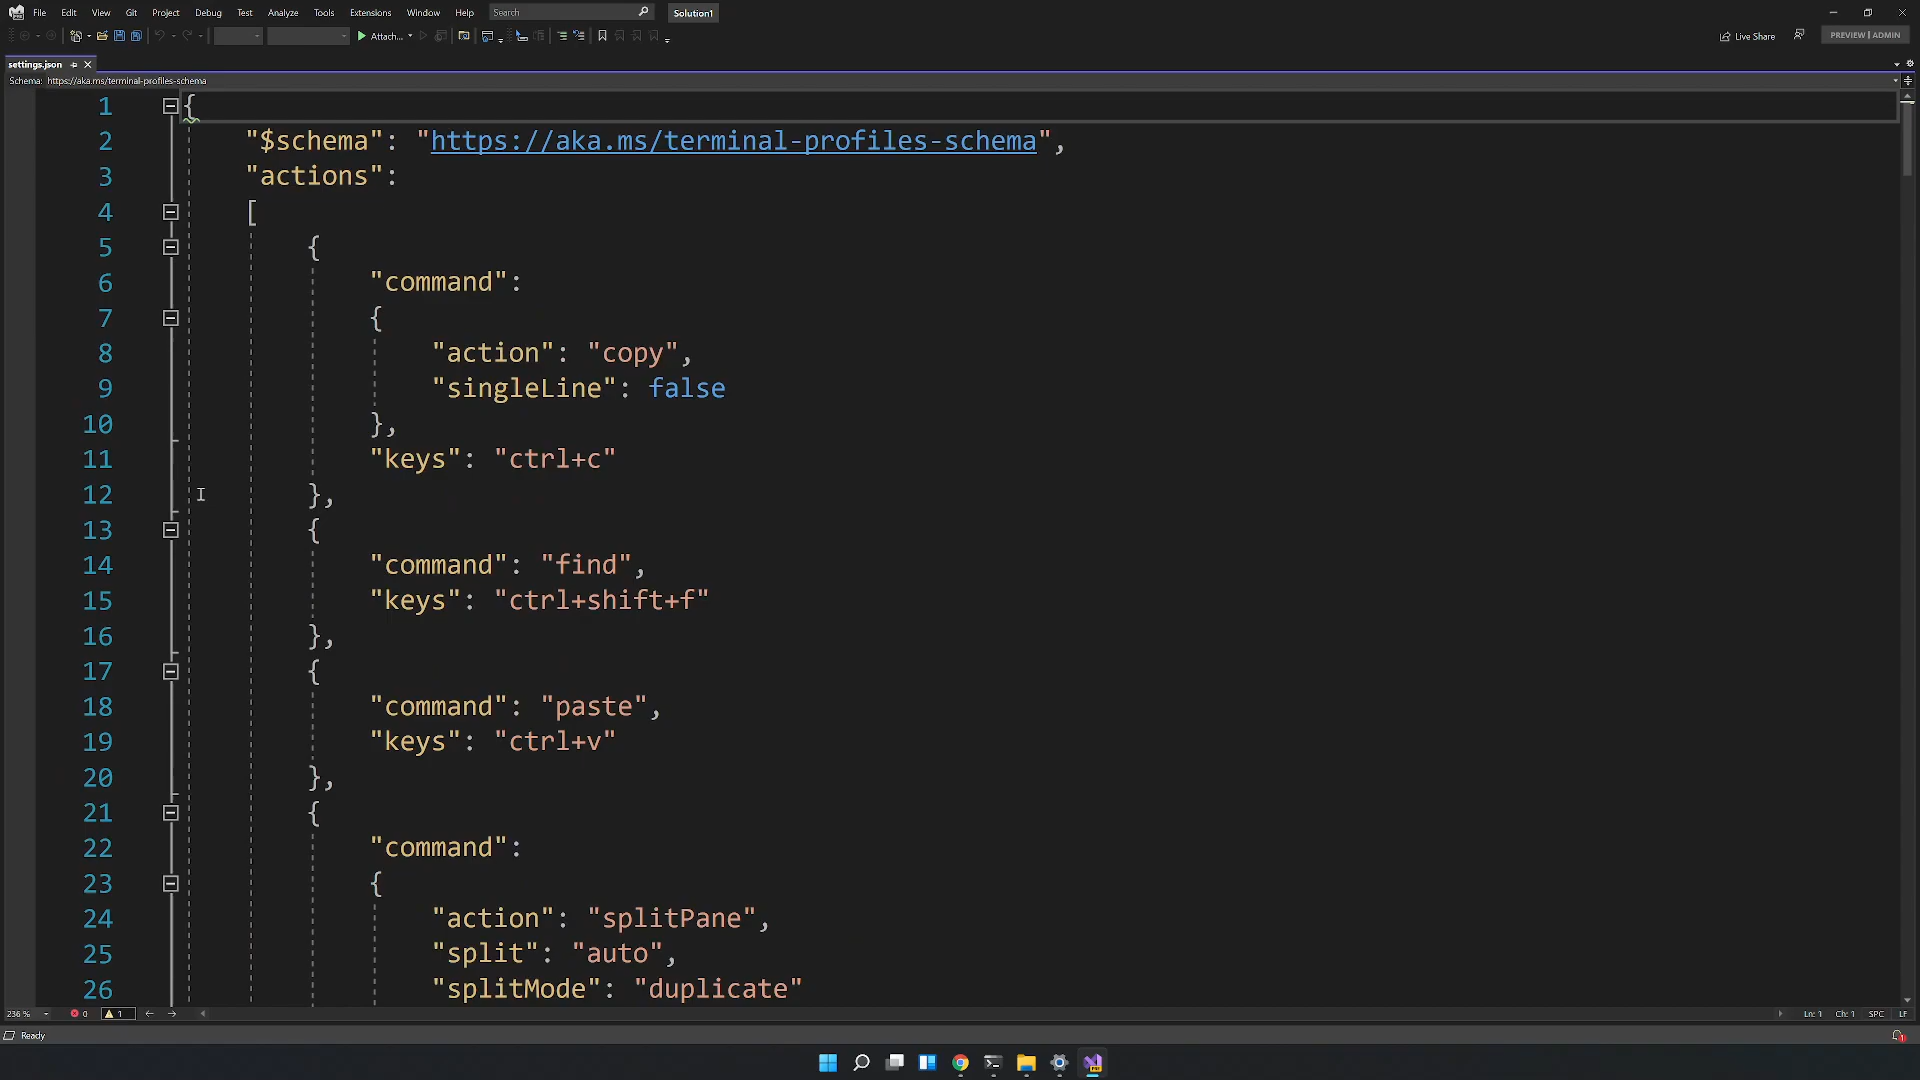 File Edit View Git Project Debug Test Analyze Tools Extensions Window Help Search Solution1
Attach... Live Share PREVIEW | ADMIN
settings.json
Schema: https://aka.ms/terminal-profiles-schema
1 {
2 "$schema": "https://aka.ms/terminal-profiles-schema",
3 "actions":
4 [
5 {
6 "command":
7 {
8 "action": "copy",
9 "singleLine": false
10 },
11 "keys": "ctrl+c"
12 },
13 {
14 "command": "find",
15 "keys": "ctrl+shift+f"
16 },
17 {
18 "command": "paste",
19 "keys": "ctrl+v"
20 },
21 {
22 "command":
23 {
24 "action": "splitPane",
25 "split": "auto",
26 "splitMode": "duplicate"
236 % 0 1 Ln: 1 Ch: 1 SPC LF
Ready